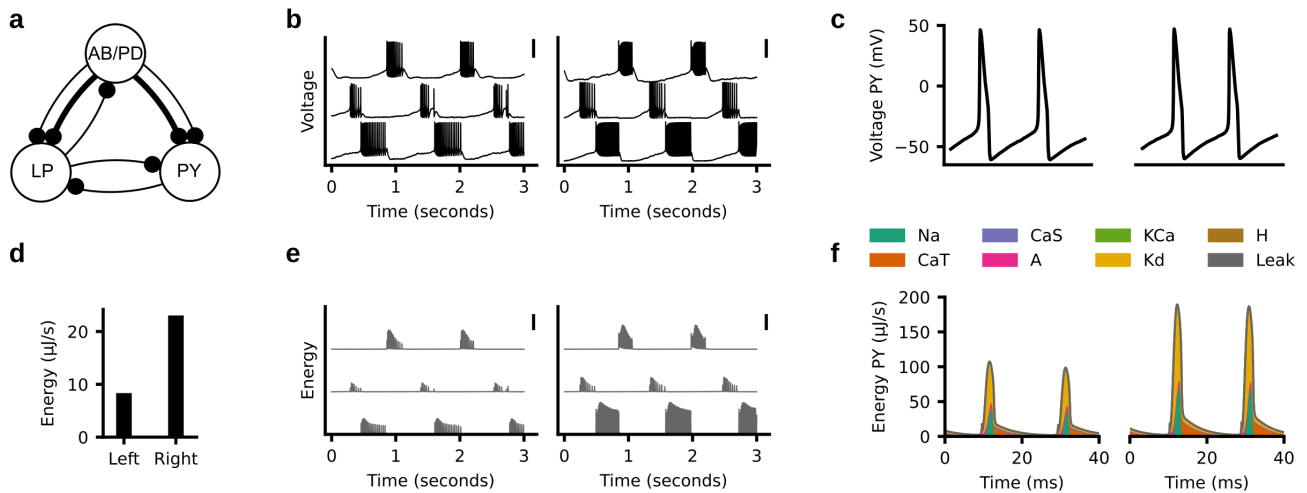 a
AB/PD
LP
PY
b
Voltage
0
1
2
3
Time (seconds)
0
1
2
3
Time (seconds)
c
Voltage PY (mV)
50
0
−50
d
Energy (μJ/s)
20
10
0
Left
Right
e
Energy
0
1
2
3
Time (seconds)
0
1
2
3
Time (seconds)
Na
CaS
KCa
H
CaT
A
Kd
Leak
f
Energy PY (μJ/s)
200
150
100
50
0
0
20
40
Time (ms)
0
20
40
Time (ms)